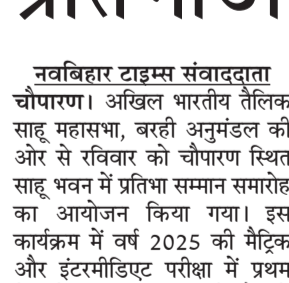 नवबिहार टाइम्स संवाददाता
चौपारण। अखिल भारतीय तैलिक
साहू महासभा, बरही अनुमंडल की
ओर से रविवार को चौपारण स्थित
साहू भवन में प्रतिभा सम्मान समारोह
का आयोजन किया गया। इस
कार्यक्रम में वर्ष 2025 की मैट्रिक
और इंटरमीडिएट परीक्षा में प्रथम